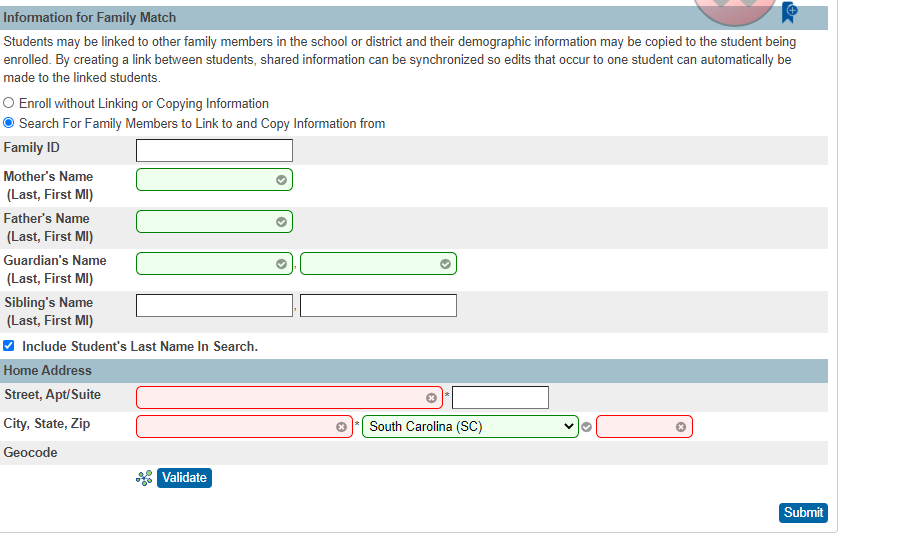 Information for Family Match
Students may be linked to other family members in the school or district and their demographic information may be copied to the student being
enrolled. By creating a link between students, shared information can be synchronized so edits that occur to one student can automatically be
made to the linked students.
Enroll without Linking or Copying Information
Search For Family Members to Link to and Copy Information from
Family ID
Mother's Name
(Last, First MI)
Father's Name
(Last, First MI)
Guardian's Name
(Last, First MI) ,
Sibling's Name
(Last, First MI) ,
Include Student's Last Name In Search.
Home Address
Street, Apt/Suite *
City, State, Zip * South Carolina (SC)
Geocode
Validate
Submit